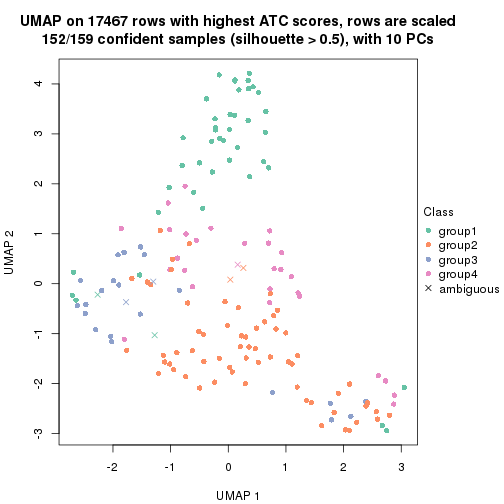 UMAP on 17467 rows with highest ATC scores, rows are scaled
152/159 confident samples (silhouette > 0.5), with 10 PCs
4
3
2
1
0
-1
-2
-3
UMAP 2
-2
-1
0
1
2
3
UMAP 1
Class
group1
group2
group3
group4
ambiguous